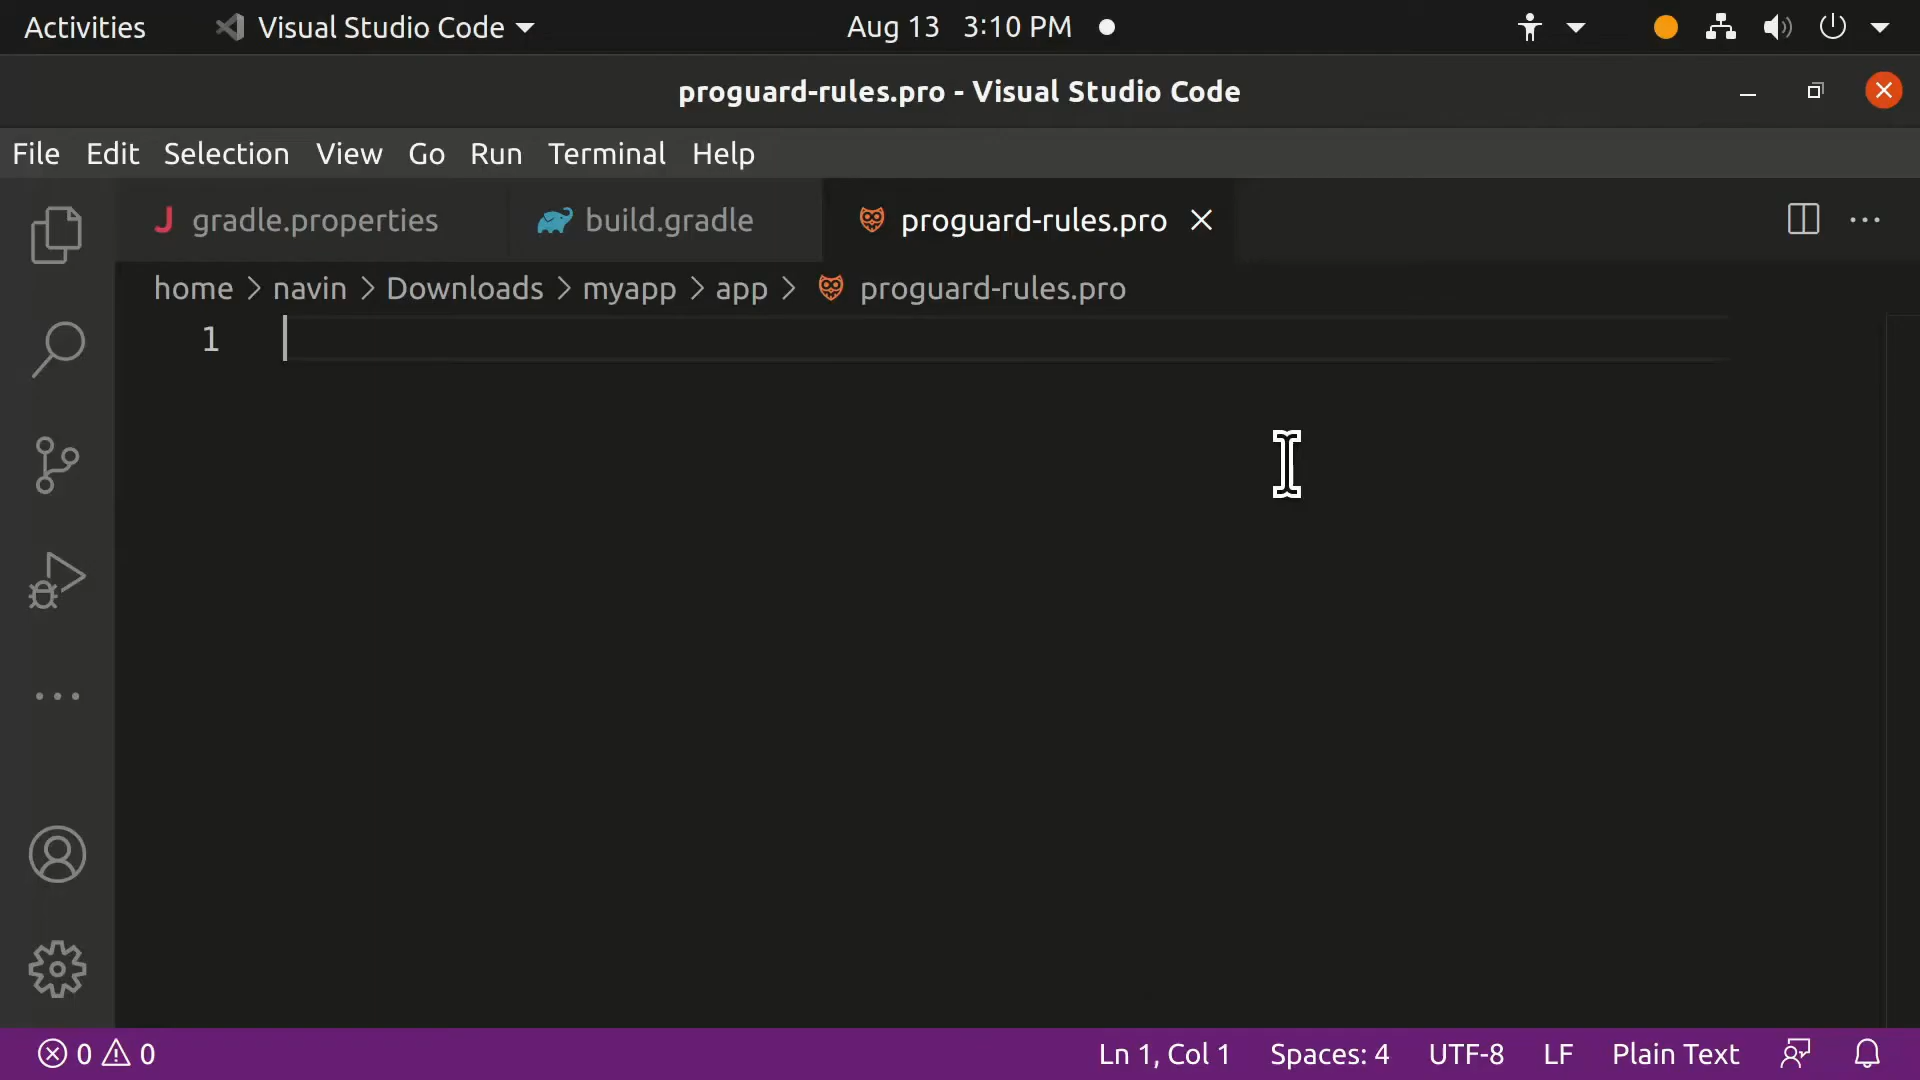 Activities Visual Studio Code Aug 13 3:10 PM
proguard-rules.pro - Visual Studio Code
File Edit Selection View Go Run Terminal Help
gradle.properties build.gradle proguard-rules.pro
home > navin > Downloads > myapp > app > proguard-rules.pro
1
0 0 Ln 1, Col 1 Spaces: 4 UTF-8 LF Plain Text